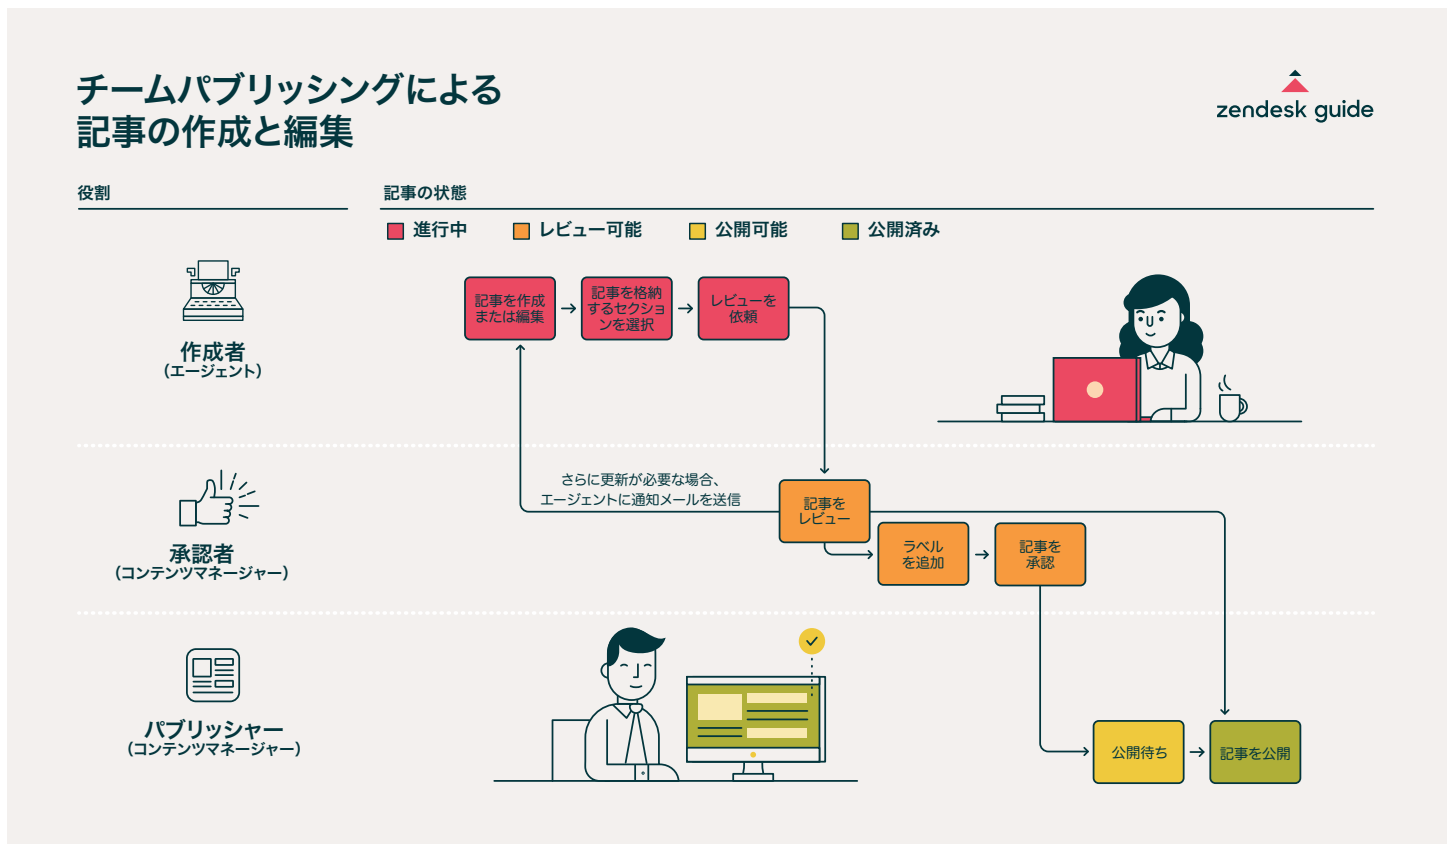 チームパブリッシングによる
記事の作成と編集
zendesk guide
役割
記事の状態
進行中
レビュー可能
公開可能
公開済み
記事を作成
または編集
記事を格納
するセクショ
ンを選択
レビューを
依頼
作成者
（エージェント）
さらに更新が必要な場合、
エージェントに通知メールを送信
記事を
レビュー
ラベル
を追加
記事を
承認
承認者
（コンテンツマネージャー）
パブリッシャー
（コンテンツマネージャー）
公開待ち
記事を公開